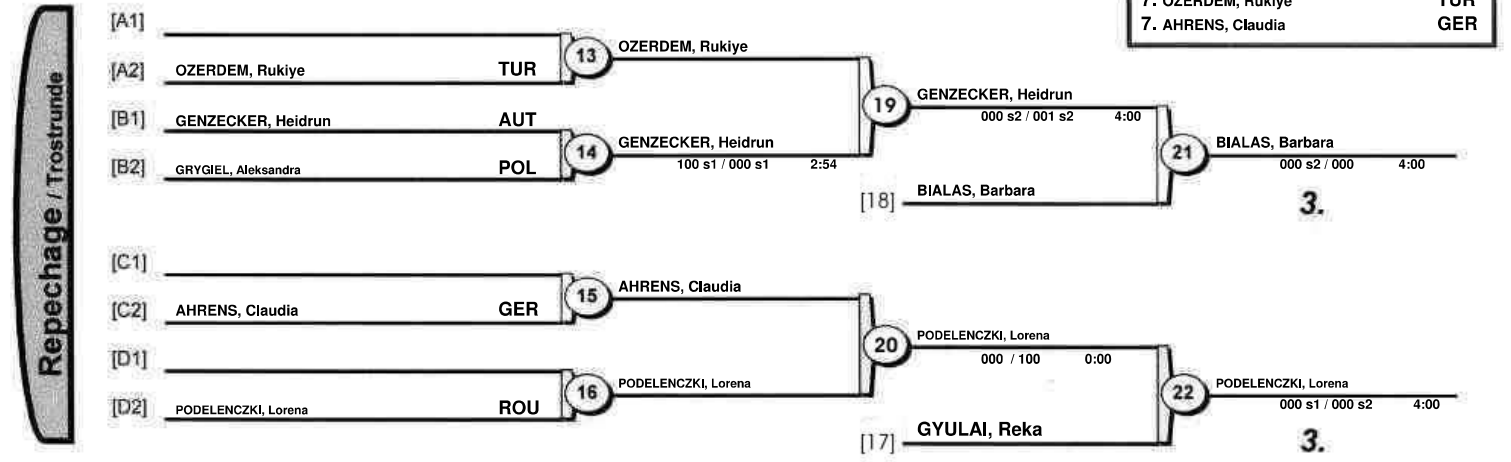 7. OZERDEM, Rukiye TUR
7. AHRENS, Claudia GER
Repechage / Trostrunde
[A1]
[A2] OZERDEM, Rukiye TUR
13 OZERDEM, Rukiye
[B1] GENZECKER, Heidrun AUT
[B2] GRYGIEL, Aleksandra POL
14 GENZECKER, Heidrun
100 s1 / 000 s1 2:54
19 GENZECKER, Heidrun
000 s2 / 001 s2 4:00
[18] BIALAS, Barbara
21 BIALAS, Barbara
000 s2 / 000 4:00
3.
[C1]
[C2] AHRENS, Claudia GER
15 AHRENS, Claudia
[D1]
[D2] PODELENCZKI, Lorena ROU
16 PODELENCZKI, Lorena
20 PODELENCZKI, Lorena
000 / 100 0:00
[17] GYULAI, Reka
22 PODELENCZKI, Lorena
000 s1 / 000 s2 4:00
3.